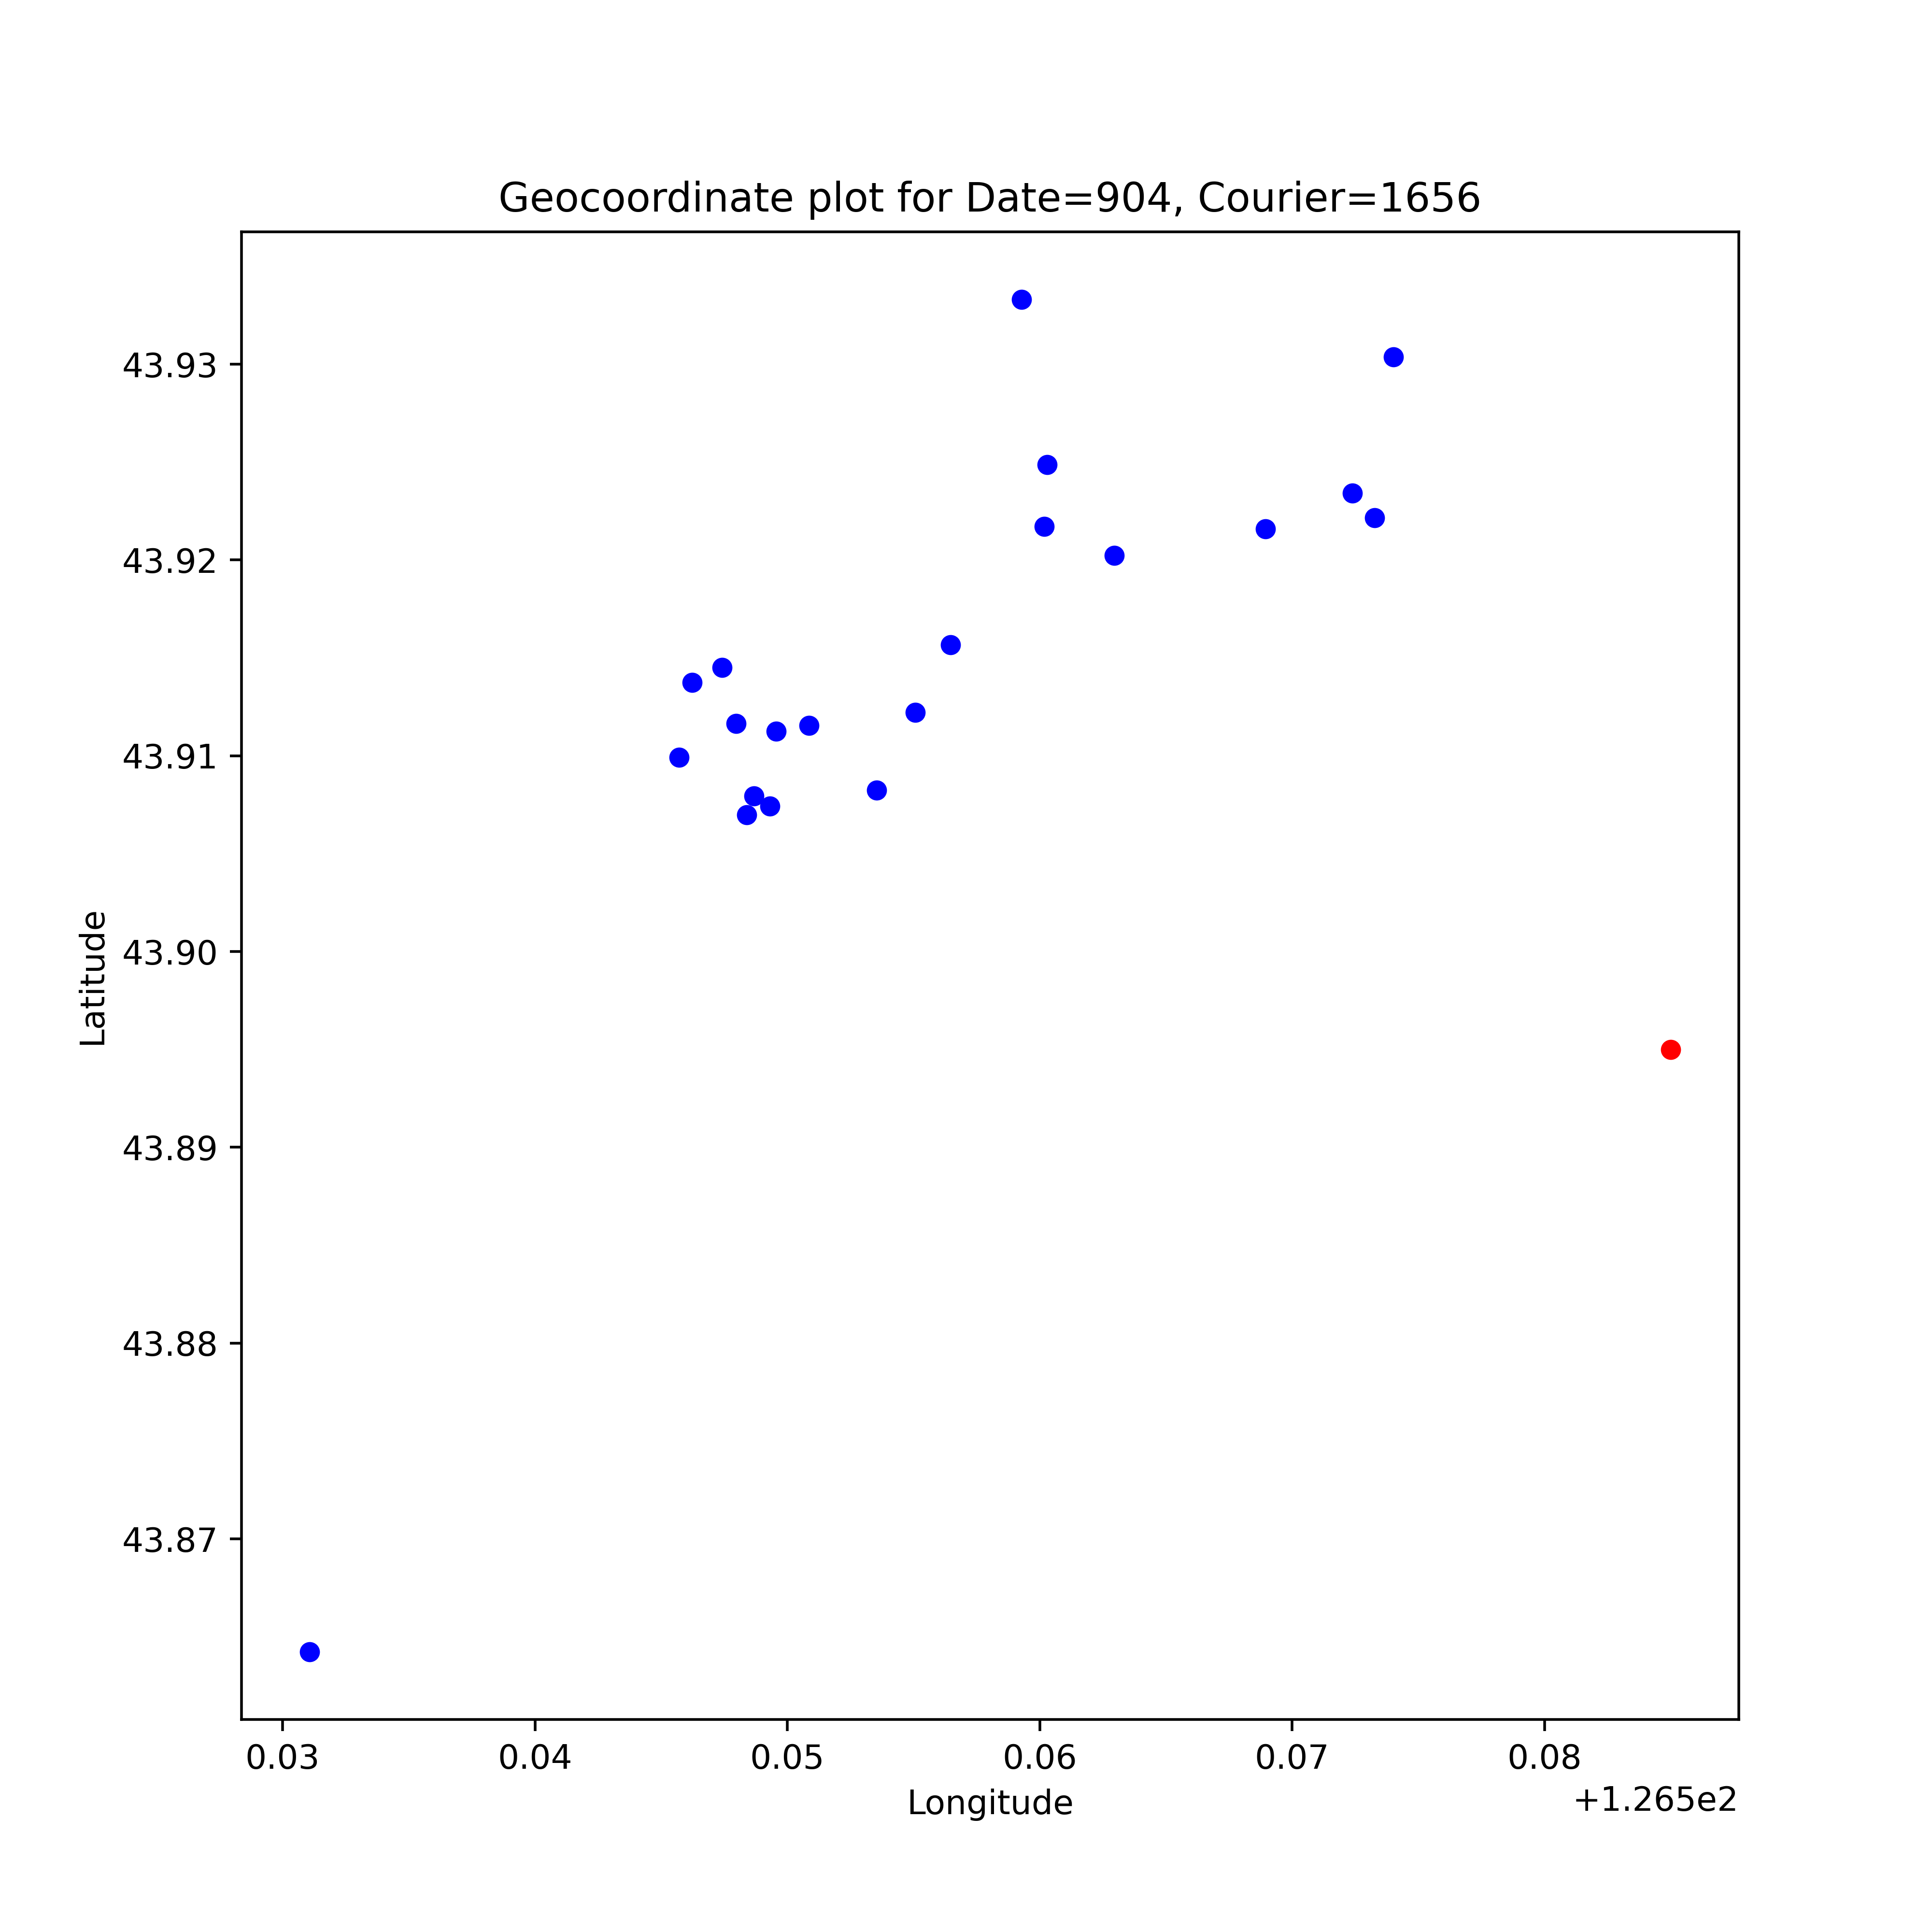 Geocoordinate plot for Date=904, Courier=1656
43.93
43.92
43.91
43.90
43.89
43.88
43.87
Latitude
0.03 0.04 0.05 0.06 0.07 0.08
+1.265e2
Longitude